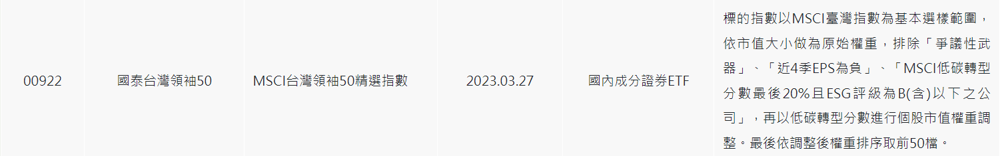 00922
國泰台灣領袖50
MSCI台灣領袖50精選指數
2023.03.27
國內成分證券ETF
標的指數以MSCI臺灣指數為基本選樣範圍，
依市值大小做為原始權重，排除「爭議性武
器」、「近4季EPS為負」、「MSCI低碳轉型
分數最後20%且ESG評級為B(含)以下之公
司」，再以低碳轉型分數進行個股市值權重調
整。最後依調整後權重排序取前50檔。